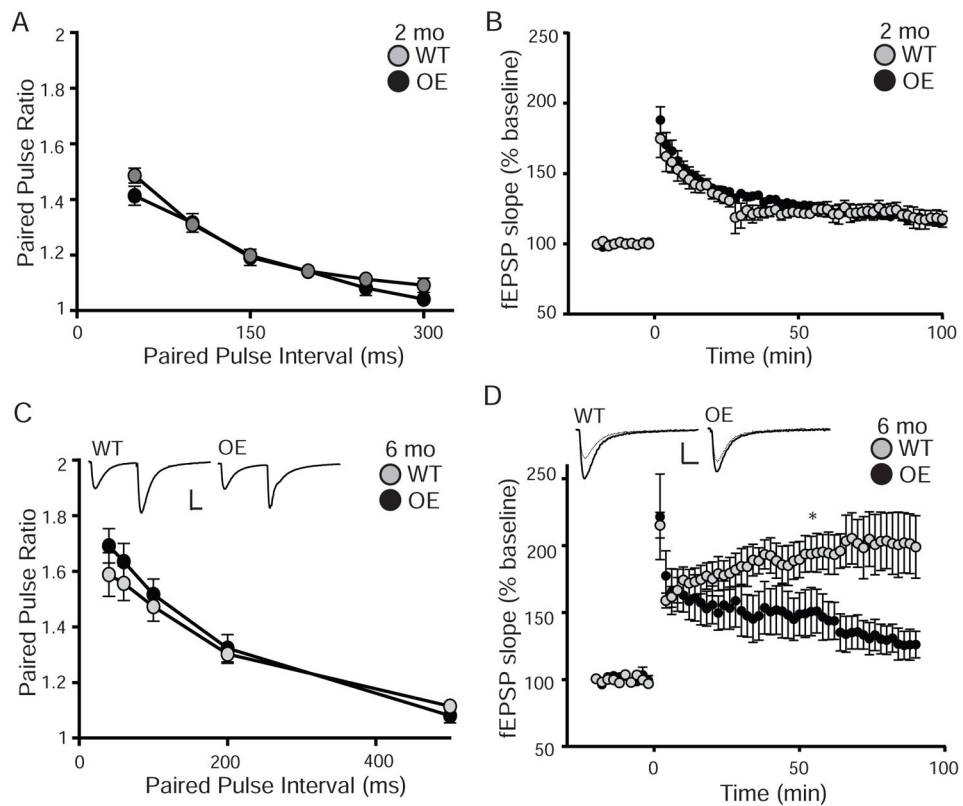 A
2 mo
WT
OE
Paired Pulse Ratio
2
1.8
1.6
1.4
1.2
1
0
150
300
Paired Pulse Interval (ms)
B
2 mo
WT
OE
fEPSP slope (% baseline)
250
200
150
100
50
0
50
100
Time (min)
C
WT
OE
6 mo
WT
OE
Paired Pulse Ratio
2
1.8
1.6
1.4
1.2
1
0
200
400
Paired Pulse Interval (ms)
D
WT
OE
6 mo
WT
OE
fEPSP slope (% baseline)
250
200
150
100
50
*
0
50
100
Time (min)